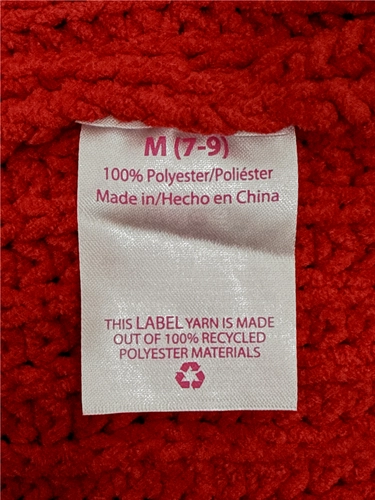 M (7-9)
100% Polyester/Poliéster
Made in/Hecho en China
THIS LABEL YARN IS MADE
OUT OF 100% RECYCLED
POLYESTER MATERIALS